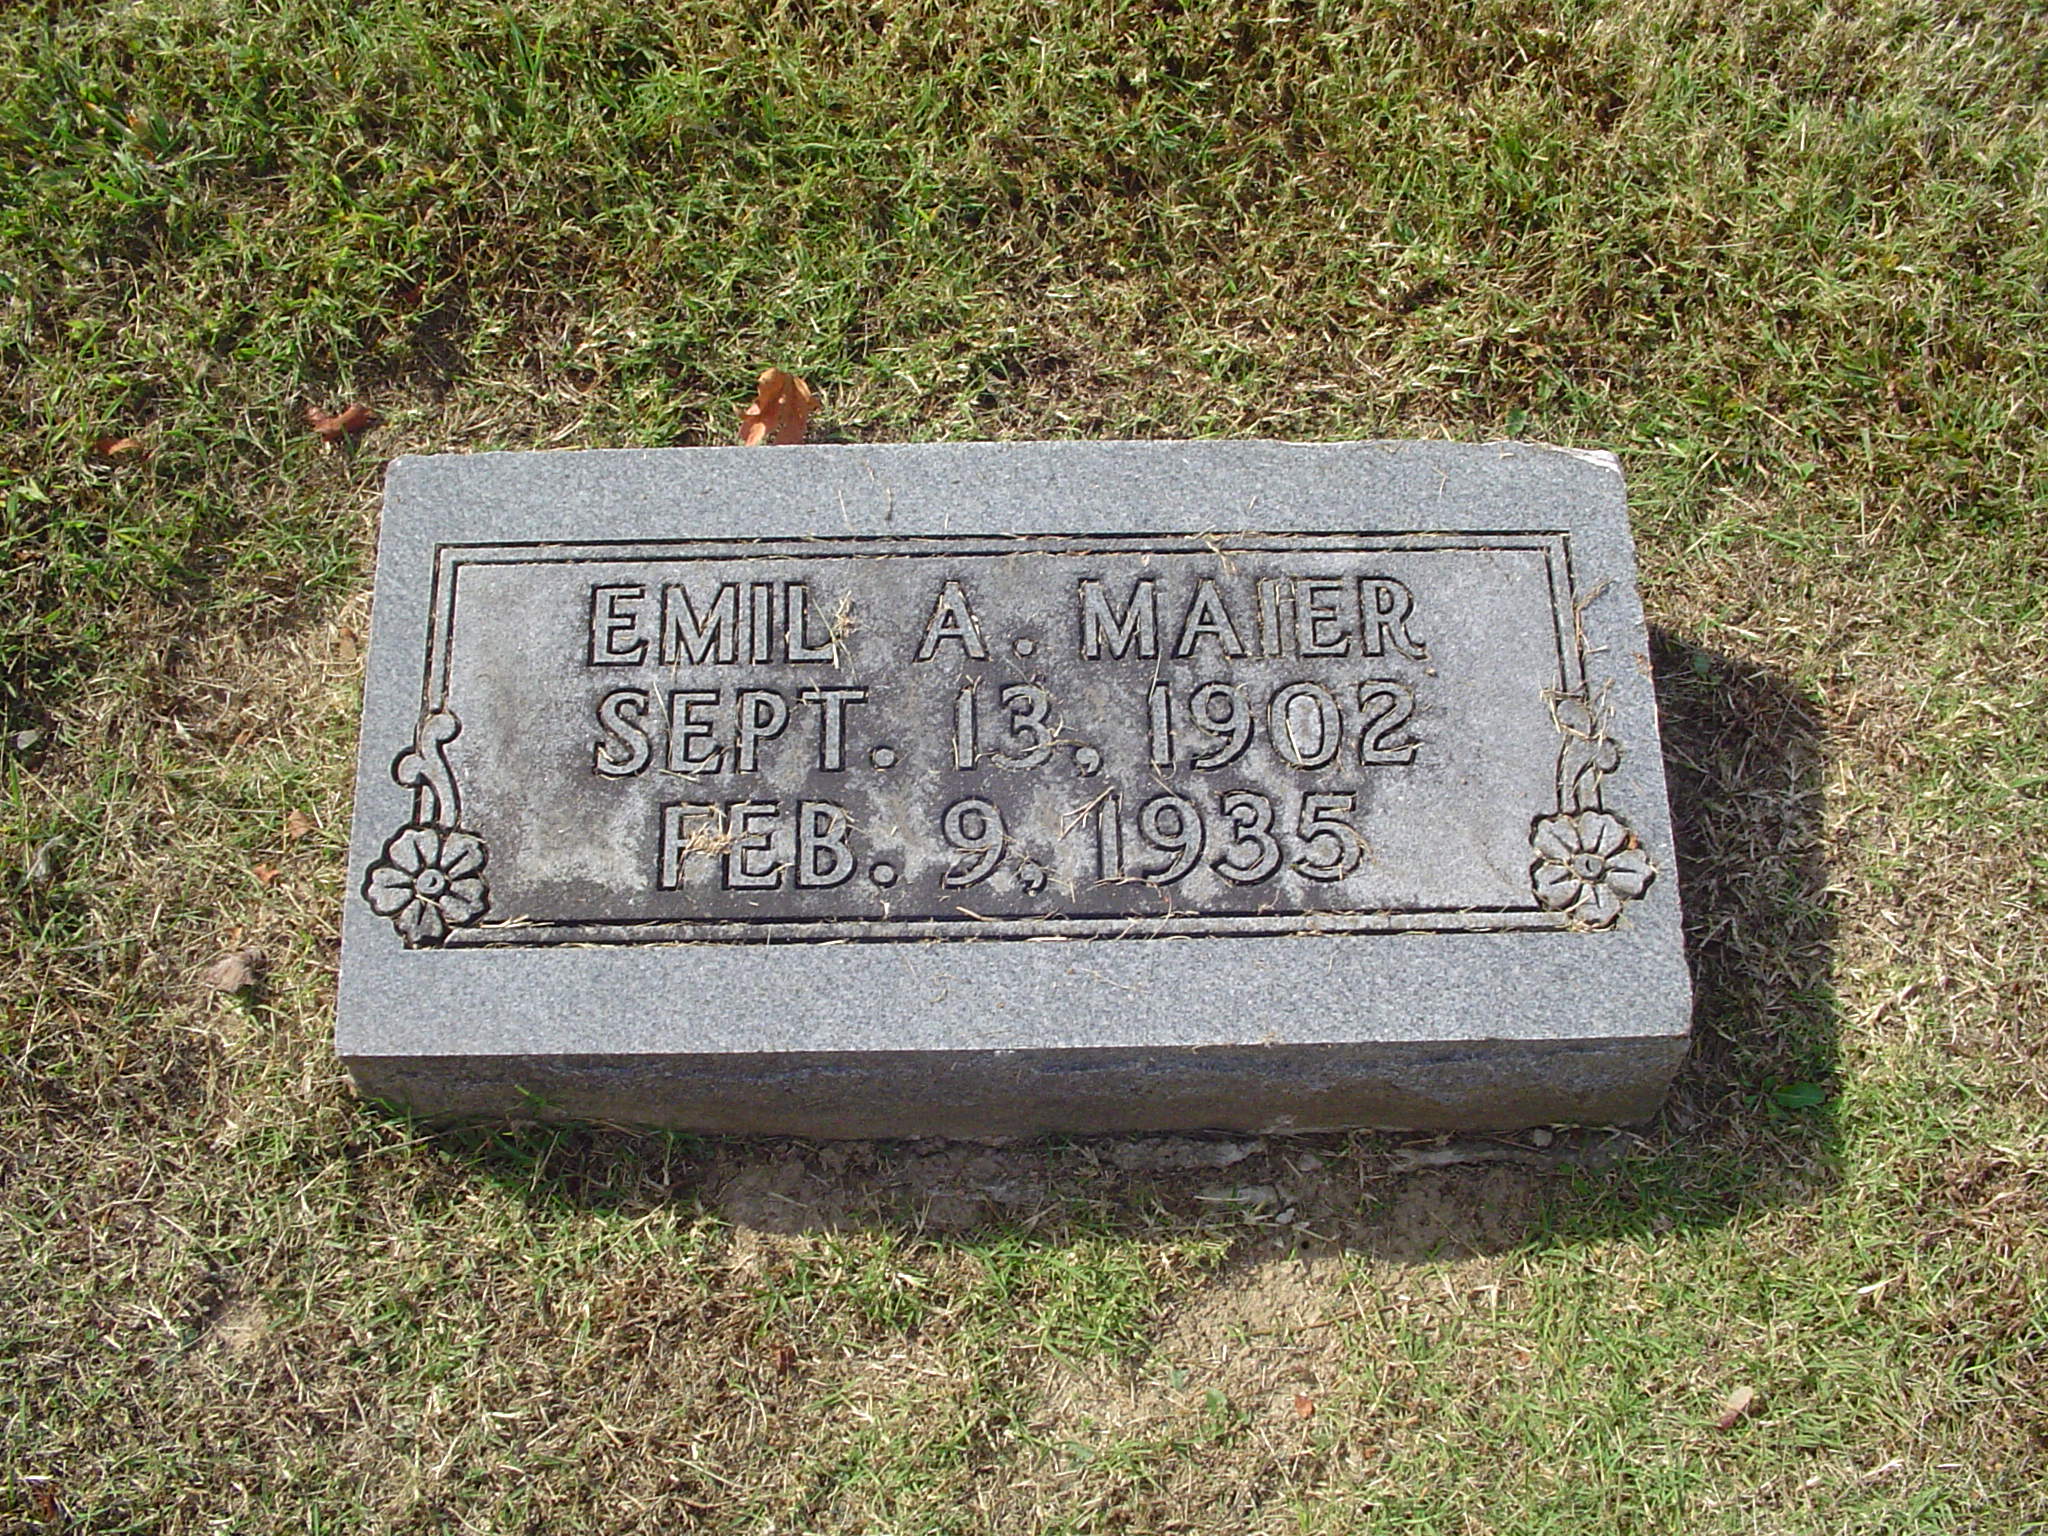 EMIL A. MAIER
SEPT. 13, 1902
FEB. 9, 1935